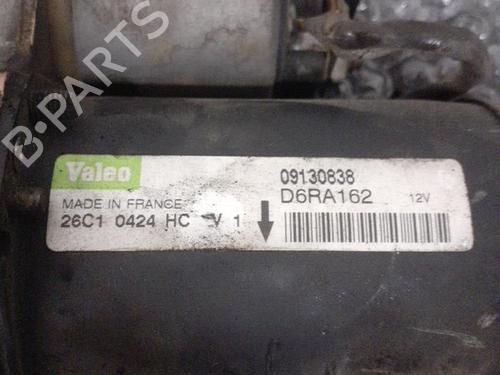 B·PARTS
Valeo
09130838
D6RA162 12V
MADE IN FRANCE
26C1 0424 HC V 1